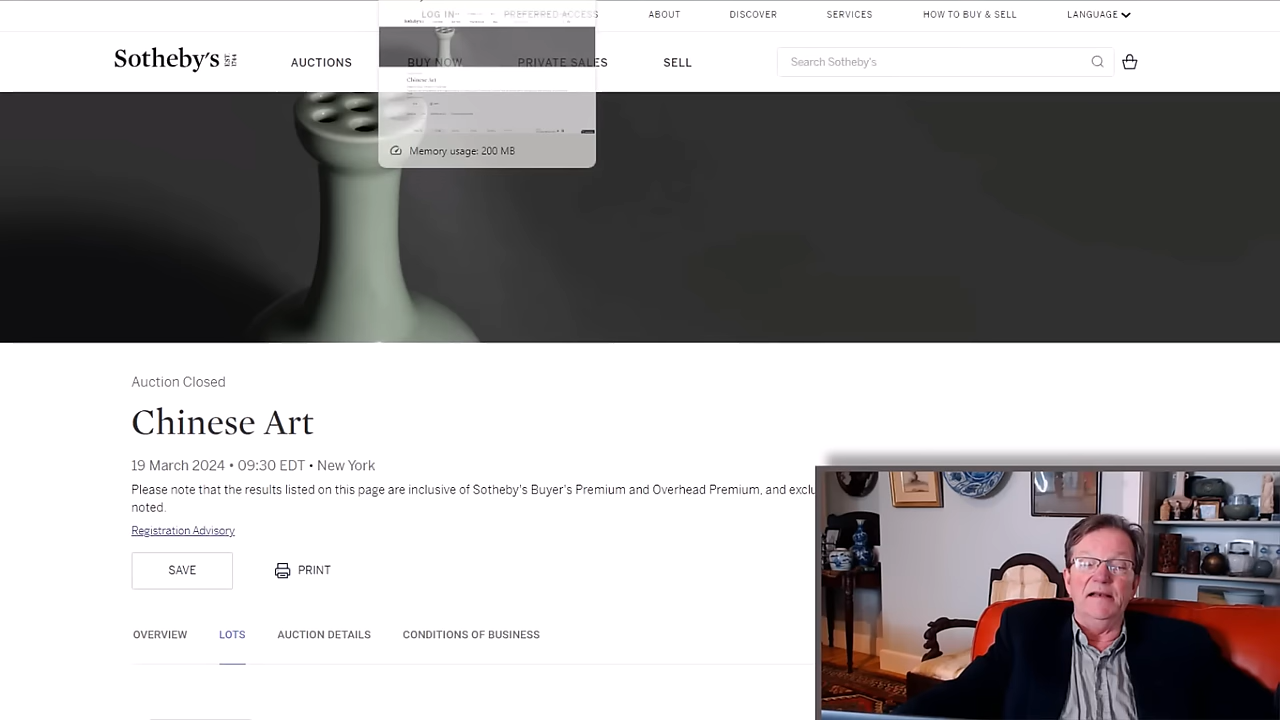 LOG IN
PREFERRED ACCESS
ABOUT
DISCOVER
SERVICES
HOW TO BUY & SELL
LANGUAGE
Sotheby's
AUCTIONS
BUY NOW
PRIVATE SALES
SELL
Search Sotheby's
Chinese Art
Memory usage: 200 MB
Auction Closed
Chinese Art
19 March 2024 • 09:30 EDT • New York
Please note that the results listed on this page are inclusive of Sotheby's Buyer's Premium and Overhead Premium, and
noted.
Registration Advisory
SAVE
PRINT
OVERVIEW
LOTS
AUCTION DETAILS
CONDITIONS OF BUSINESS